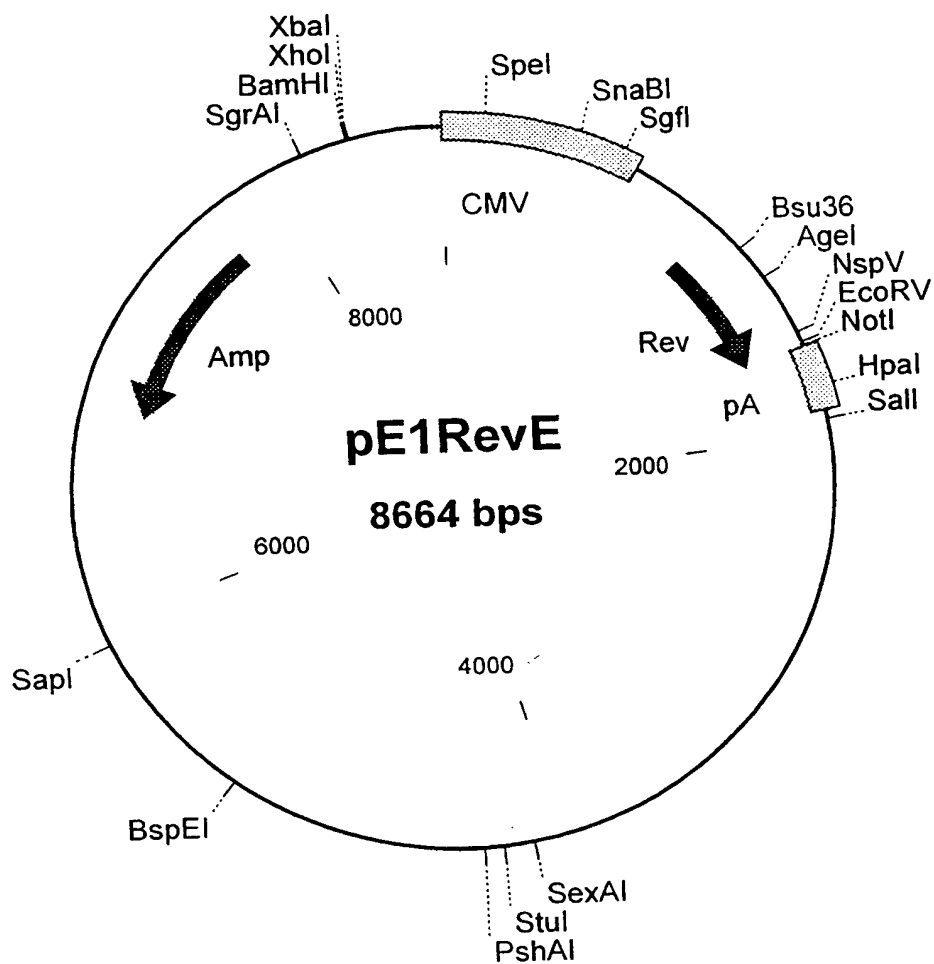 XbaI
XhoI
BamHI
SgrAI
SpeI
SnaBI
SgfI
CMV
Bsu36
AgeI
NspV
EcoRV
NotI
HpaI
SalI
8000
Amp
Rev
pA
pE1RevE
8664 bps
2000
6000
4000
SapI
BspEI
SexAI
StuI
PshAI